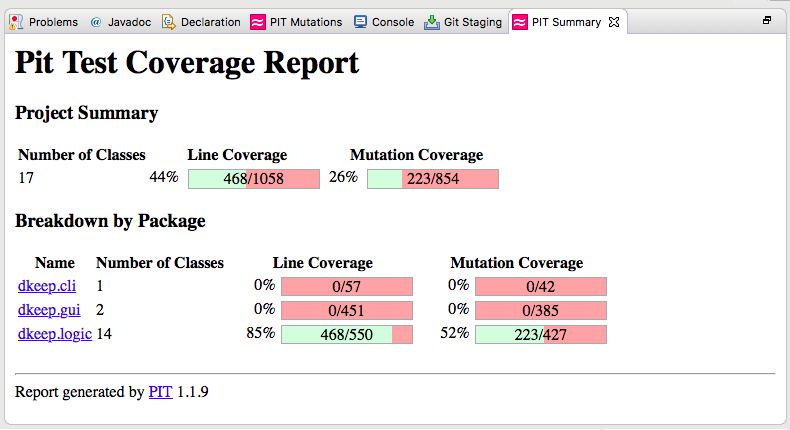 Problems @ Javadoc Declaration PIT Mutations Console Git Staging PIT Summary
Pit Test Coverage Report
Project Summary
Number of Classes Line Coverage Mutation Coverage
17 44% 468/1058 26% 223/854
Breakdown by Package
Name Number of Classes Line Coverage Mutation Coverage
dkeep.cli 1 0% 0/57 0% 0/42
dkeep.gui 2 0% 0/451 0% 0/385
dkeep.logic 14 85% 468/550 52% 223/427
Report generated by PIT 1.1.9